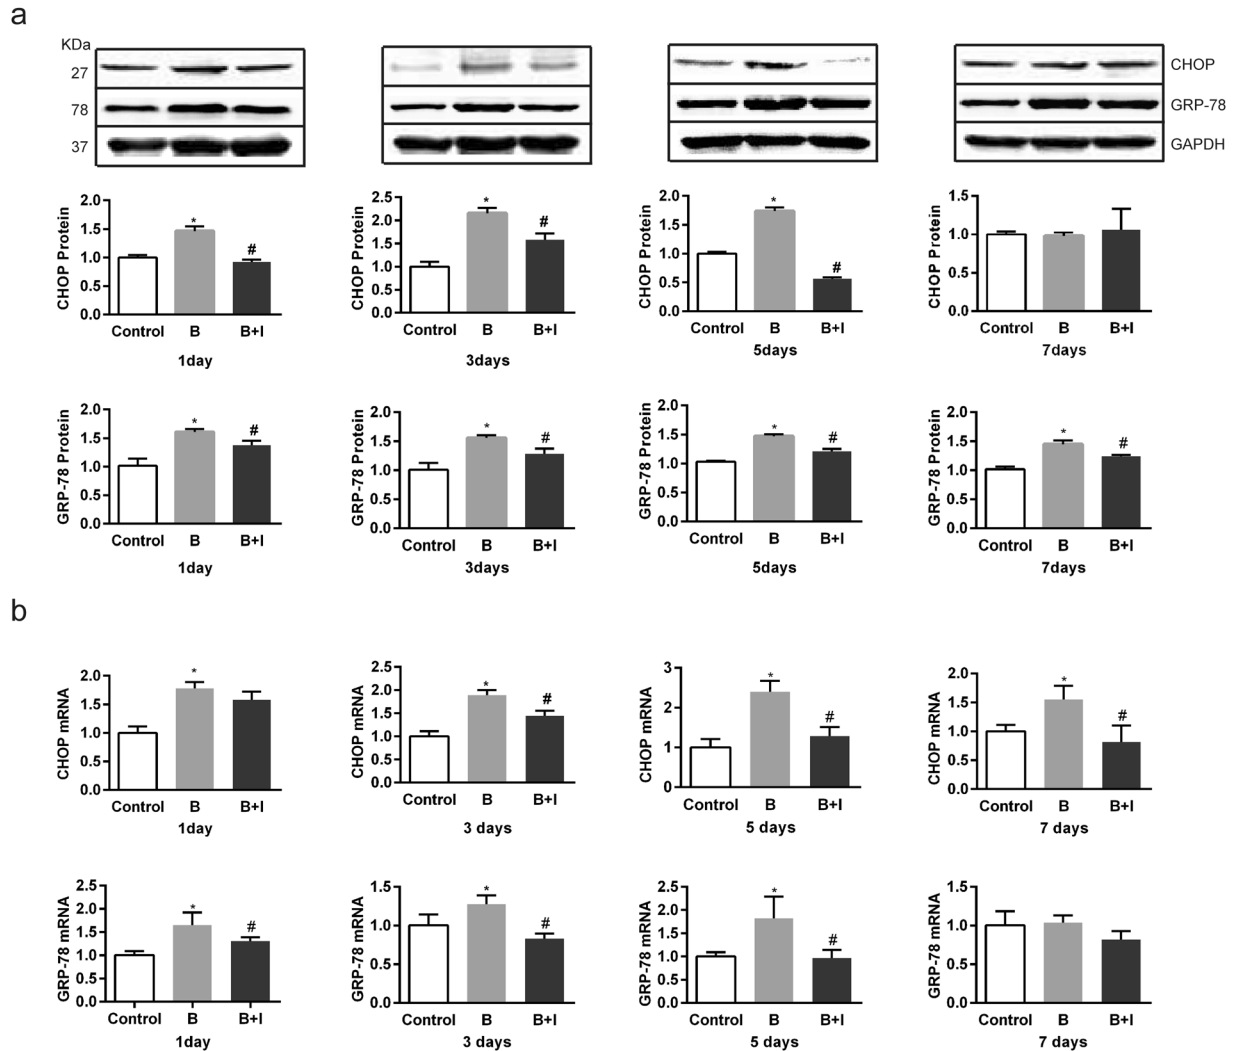 a
KDa
27
78
37
CHOP
GRP-78
GAPDH
CHOP Protein
2.0
1.5
1.0
0.5
0.0
*
#
Control B B+I
1day
CHOP Protein
2.5
2.0
1.5
1.0
0.5
0.0
*
#
Control B B+I
3days
CHOP Protein
2.0
1.5
1.0
0.5
0.0
*
#
Control B B+I
5days
CHOP Protein
1.5
1.0
0.5
0.0
Control B B+I
7days
GRP-78 Protein
2.0
1.5
1.0
0.5
0.0
*
#
Control B B+I
1day
GRP-78 Protein
2.0
1.5
1.0
0.5
0.0
*
#
Control B B+I
3days
GRP-78 Protein
2.0
1.5
1.0
0.5
0.0
*
#
Control B B+I
5days
GRP-78 Protein
2.0
1.5
1.0
0.5
0.0
*
#
Control B B+I
7days
b
CHOP mRNA
2.0
1.5
1.0
0.5
0.0
*
Control B B+I
1day
CHOP mRNA
2.5
2.0
1.5
1.0
0.5
0.0
*
#
Control B B+I
3 days
CHOP mRNA
3
2
1
0
*
#
Control B B+I
5 days
CHOP mRNA
2.0
1.5
1.0
0.5
0.0
*
#
Control B B+I
7 days
GRP-78 mRNA
2.5
2.0
1.5
1.0
0.5
0.0
*
#
Control B B+I
1day
GRP-78 mRNA
1.5
1.0
0.5
0.0
*
#
Control B B+I
3 days
GRP-78 mRNA
2.5
2.0
1.5
1.0
0.5
0.0
*
#
Control B B+I
5 days
GRP-78 mRNA
1.5
1.0
0.5
0.0
Control B B+I
7 days